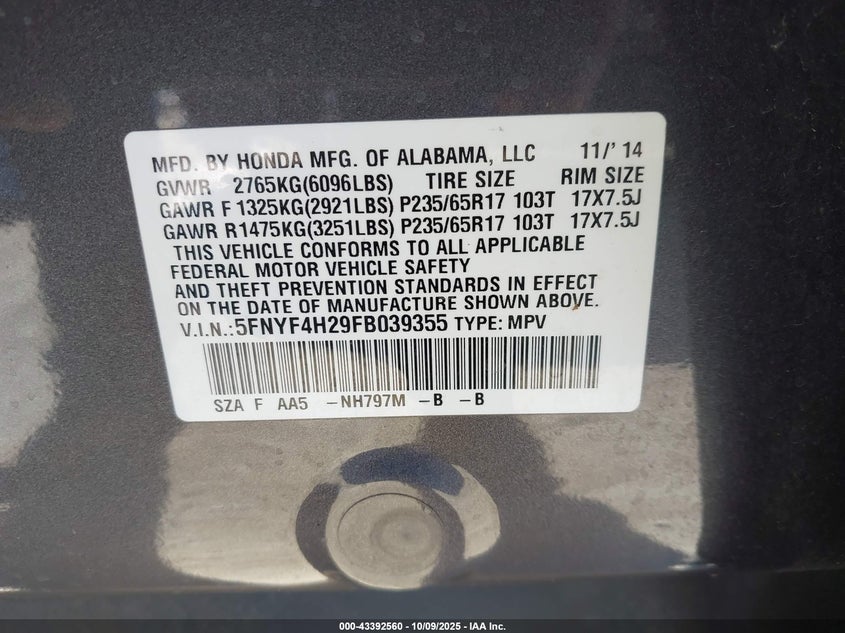 MFD. BY HONDA MFG. OF ALABAMA, LLC 11/'14
GVWR 2765KG(6096LBS) TIRE SIZE RIM SIZE
GAWR F 1325KG(2921LBS) P235/65R17 103T 17X7.5J
GAWR R1475KG(3251LBS) P235/65R17 103T 17X7.5J
THIS VEHICLE CONFORMS TO ALL APPLICABLE
FEDERAL MOTOR VEHICLE SAFETY
AND THEFT PREVENTION STANDARDS IN EFFECT
ON THE DATE OF MANUFACTURE SHOWN ABOVE.
V.I.N.:5FNYF4H29FB039355 TYPE: MPV
SZA F AA5 -NH797M -B -B
000-43392560 - 10/09/2025 - IAA Inc.